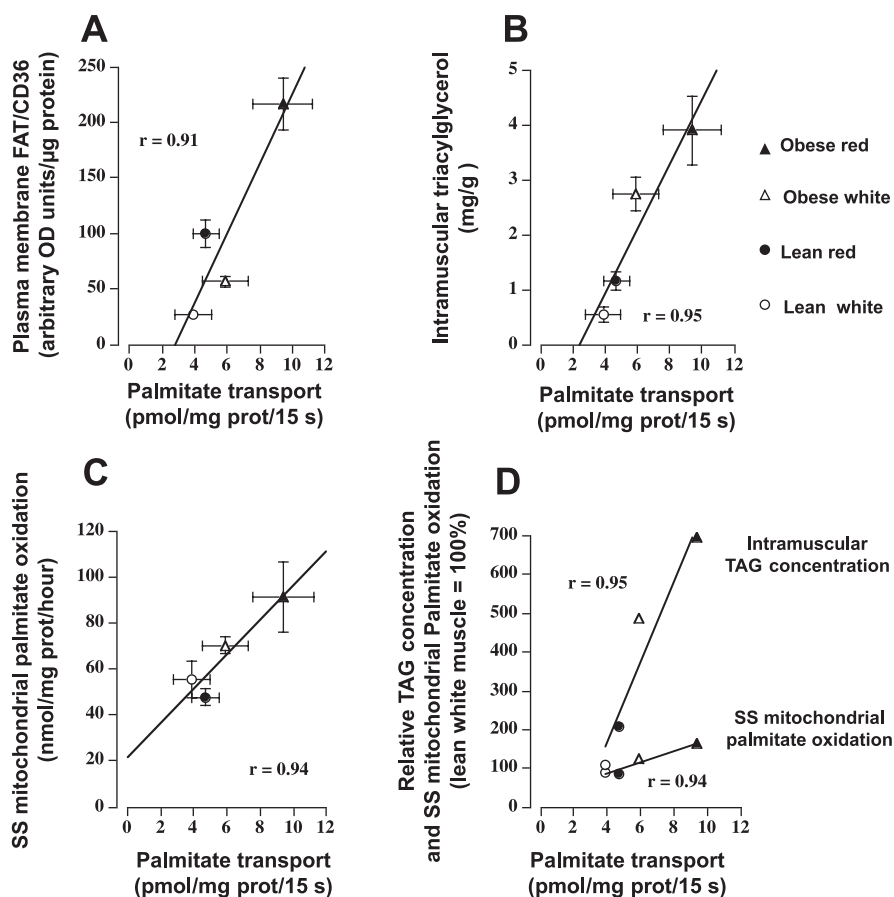 A
Plasma membrane FAT/CD36
(arbitrary OD units/µg protein)
250
200
150
100
50
0
r = 0.91
0 2 4 6 8 10 12
Palmitate transport
(pmol/mg prot/15 s)
B
Intramuscular triacylglycerol
(mg/g)
5
4
3
2
1
0
r = 0.95
0 2 4 6 8 10 12
Palmitate transport
(pmol/mg prot/15 s)
Obese red
Obese white
Lean red
Lean white
C
SS mitochondrial palmitate oxidation
(nmol/mg prot/hour)
120
100
80
60
40
20
0
r = 0.94
0 2 4 6 8 10 12
Palmitate transport
(pmol/mg prot/15 s)
D
Relative TAG concentration
and SS mitochondrial Palmitate oxidation
(lean white muscle = 100%)
700
600
500
400
300
200
100
0
r = 0.95
Intramuscular
TAG concentration
SS mitochondrial
palmitate oxidation
r = 0.94
0 2 4 6 8 10 12
Palmitate transport
(pmol/mg prot/15 s)